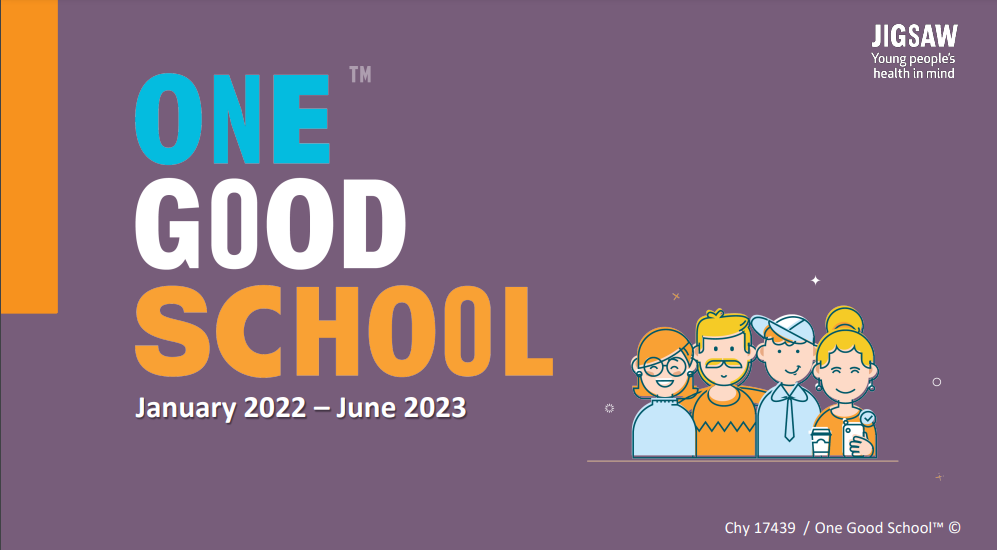 JIGSAW
Young people's
health in mind
ONE ™
GOOD
SCHOOL
January 2022 – June 2023
Chy 17439 / One Good School™ ©